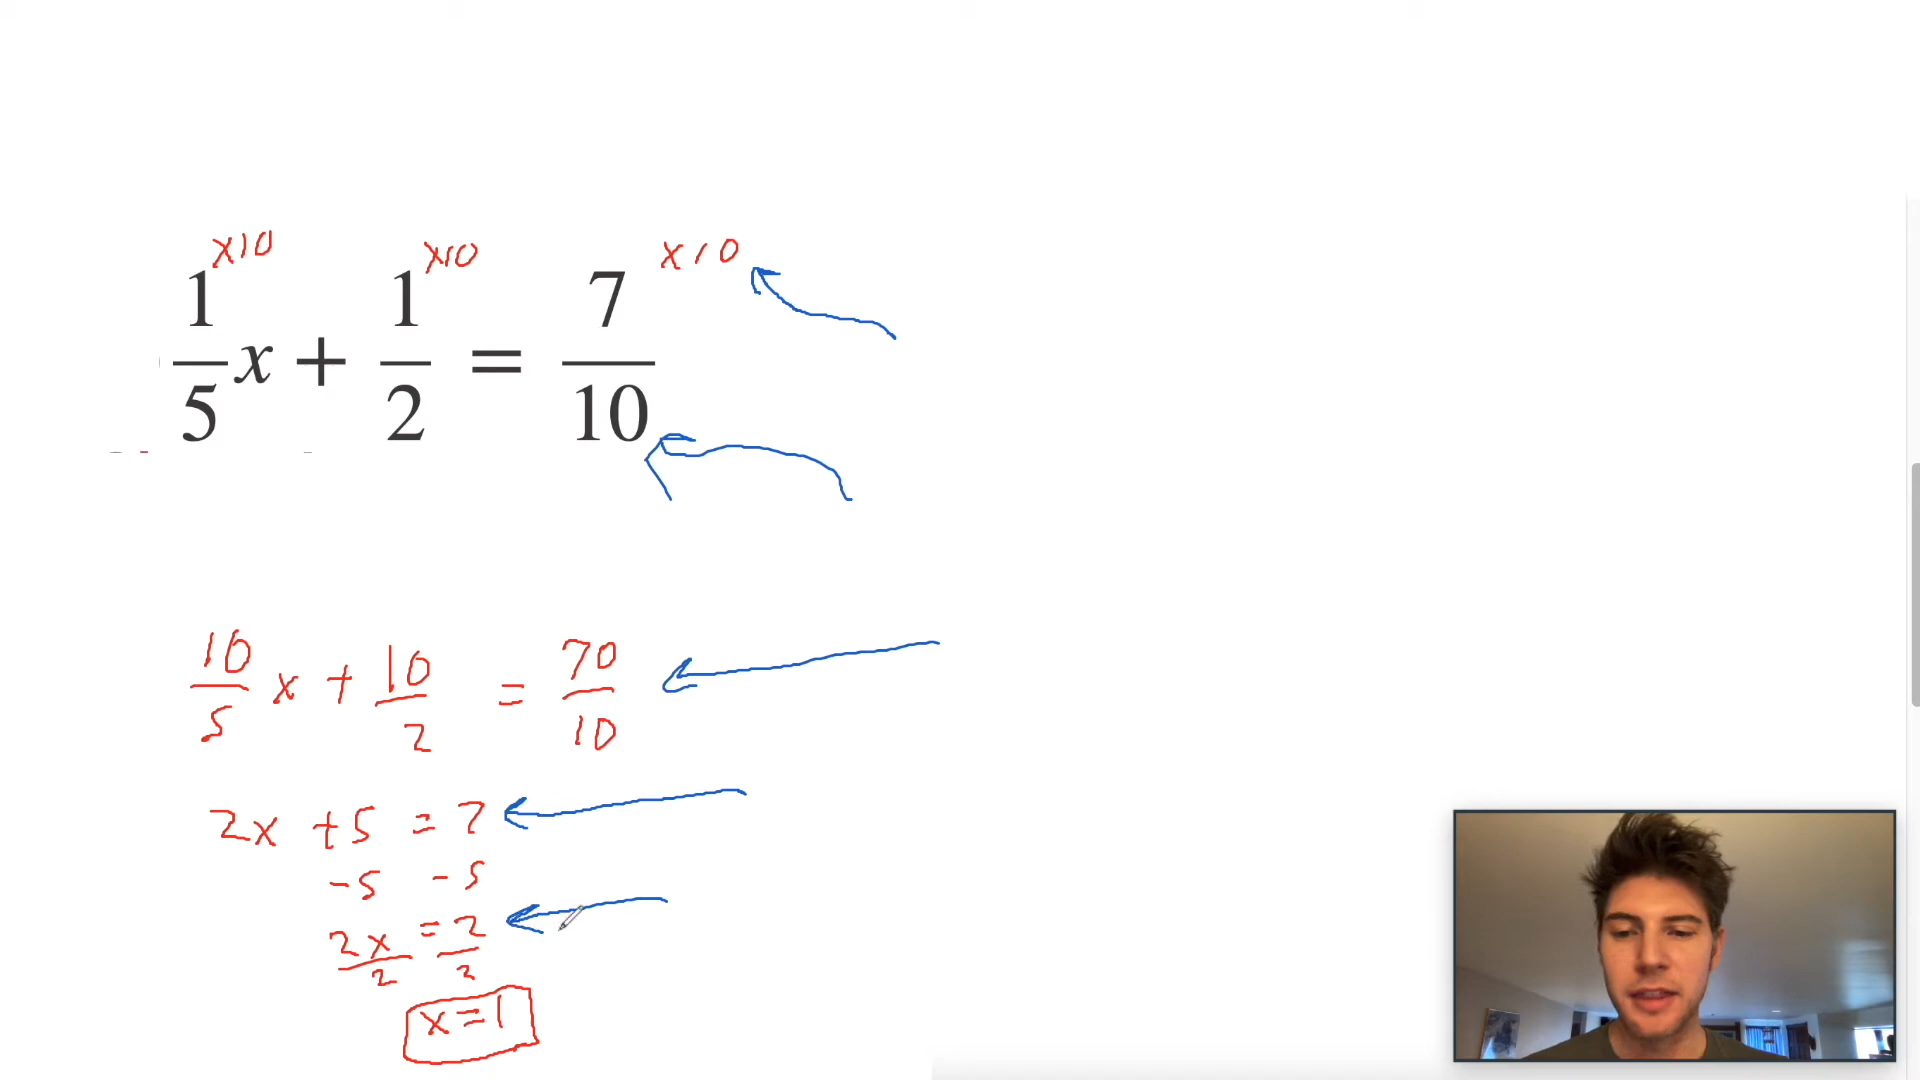 x10 x10 x10
1/5 x + 1/2 = 7/10
10/5 x + 10/2 = 70/10
2x + 5 = 7
-5 -5
2x/2 = 2/2
x = 1